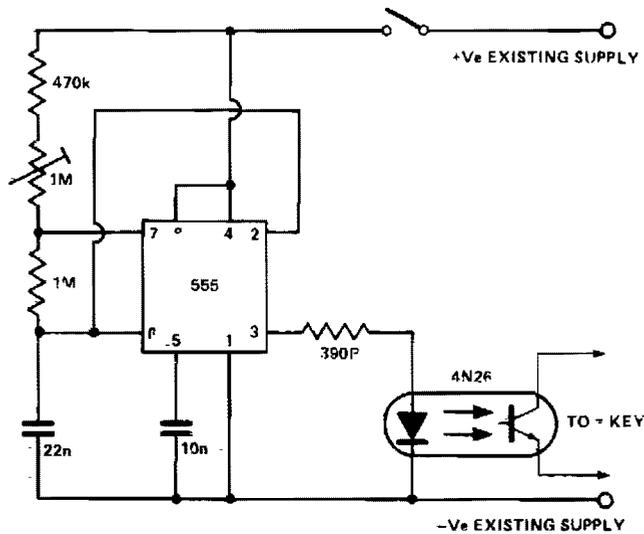 +Ve EXISTING SUPPLY
470k
1M
7
4
2
1M
555
5
1
3
390R
4N26
TO = KEY
22n
10n
–Ve EXISTING SUPPLY